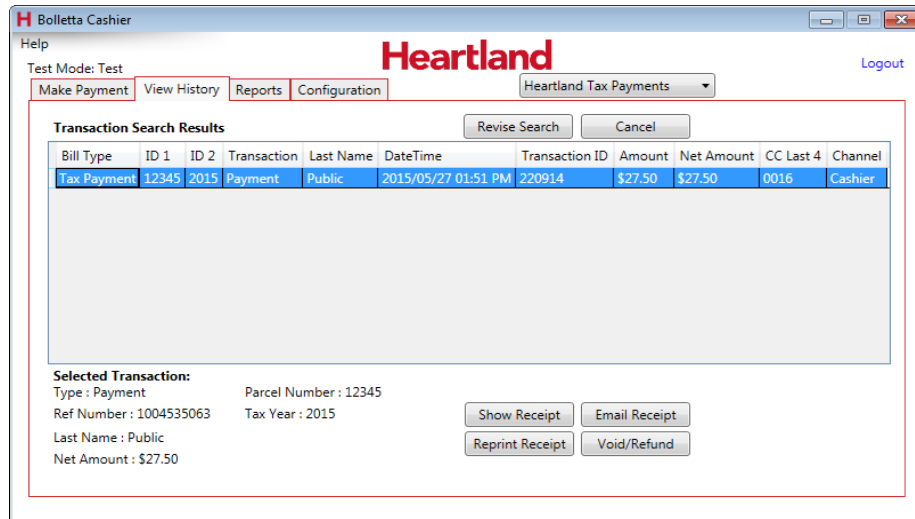 H Bolletta Cashier
Help
Heartland
Test Mode: Test
Logout
Make Payment View History Reports Configuration Heartland Tax Payments
Transaction Search Results Revise Search Cancel
Bill Type ID 1 ID 2 Transaction Last Name DateTime Transaction ID Amount Net Amount CC Last 4 Channel
Tax Payment 12345 2015 Payment Public 2015/05/27 01:51 PM 220914 $27.50 $27.50 0016 Cashier
Selected Transaction:
Type : Payment Parcel Number : 12345
Ref Number : 1004535063 Tax Year : 2015 Show Receipt Email Receipt
Last Name : Public Reprint Receipt Void/Refund
Net Amount : $27.50